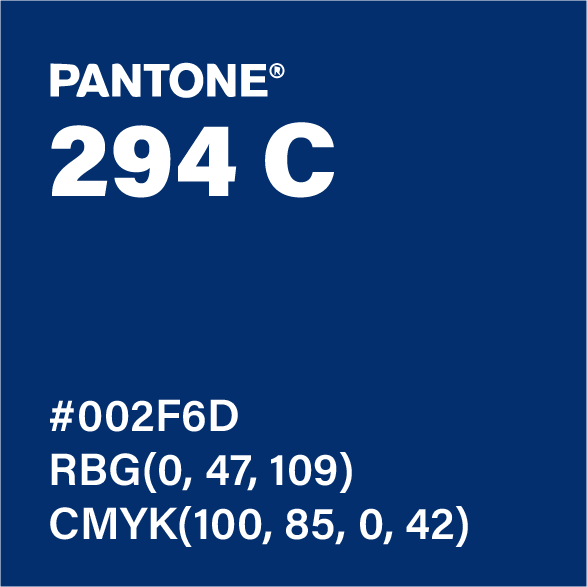 PANTONE®
294 C
#002F6D
RBG(0, 47, 109)
CMYK(100, 85, 0, 42)